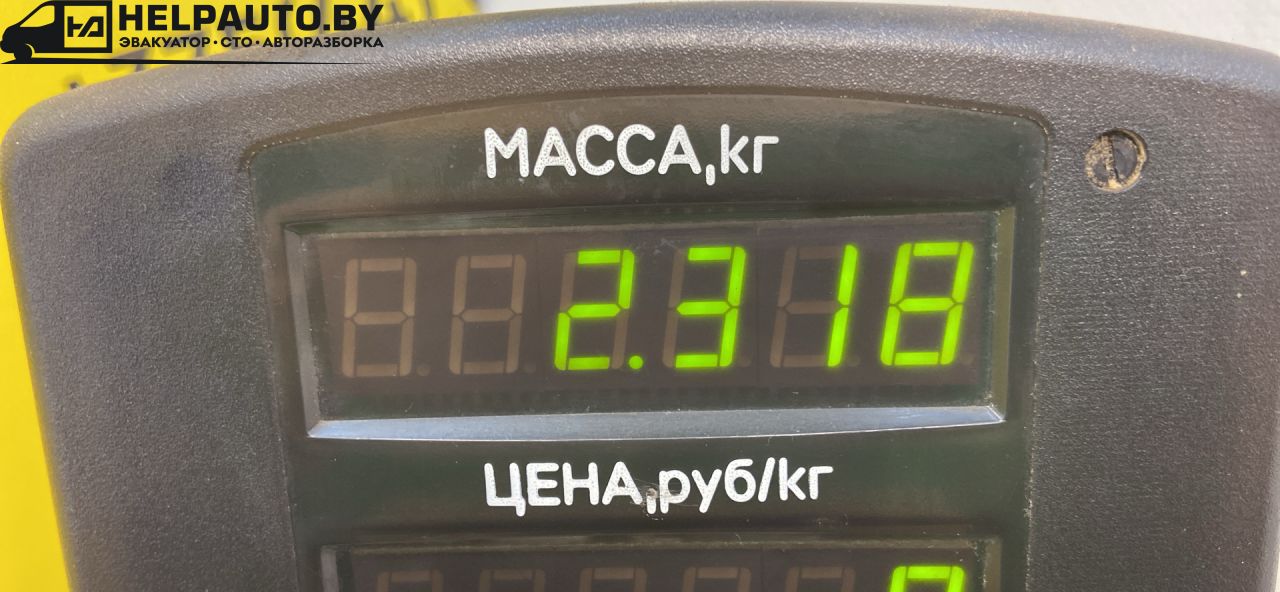 HELPAUTO.BY
ЭВАКУАТОР · СТО · АВТОРАЗБОРКА
МАССА,кг
2.318
ЦЕНА,руб/кг